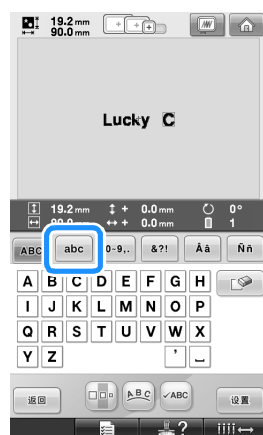 19.2 mm
90.0 mm
Lucky C
19.2 mm + 0.0 mm 0°
+ 0.0 mm 1
ABC abc 0-9,. &?! Åâ Ññ
A B C D E F G H
I J K L M N O P
Q R S T U V W X
Y Z '
返回 ABC ABC 设置
?